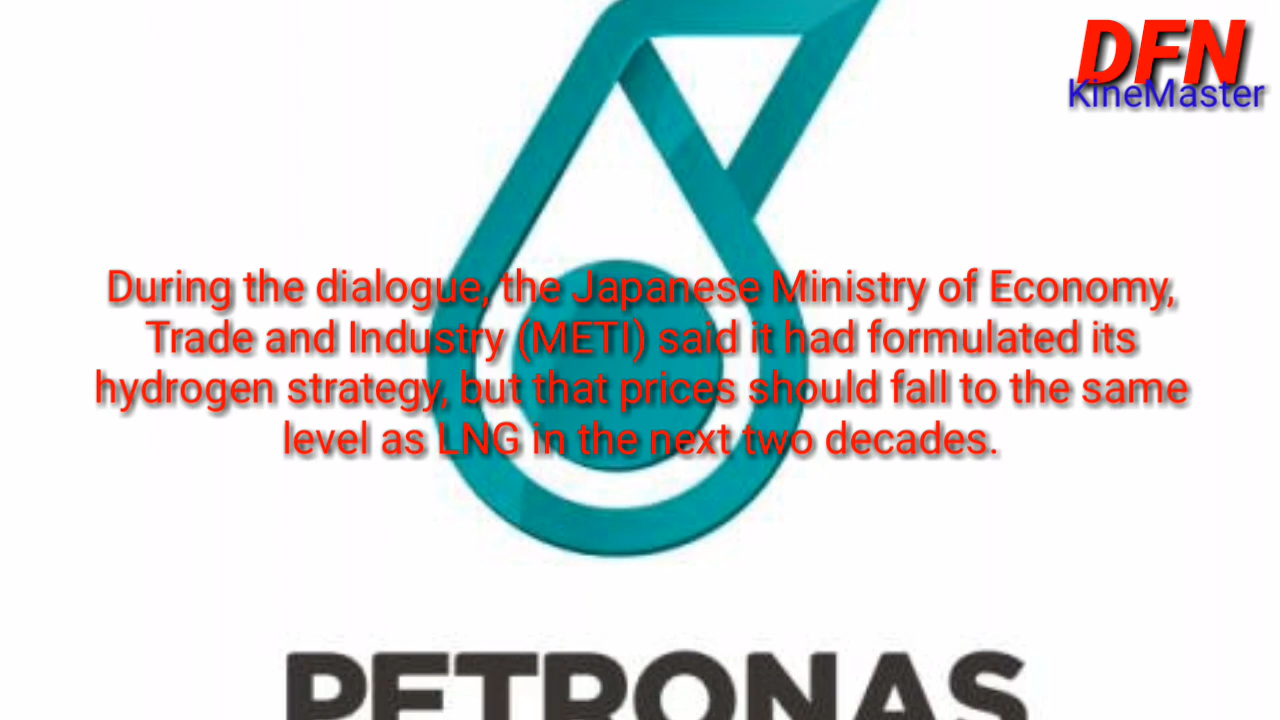 DFN
KineMaster
During the dialogue, the Japanese Ministry of Economy,
Trade and Industry (METI) said it had formulated its
hydrogen strategy, but that prices should fall to the same
level as LNG in the next two decades.
PETRONAS